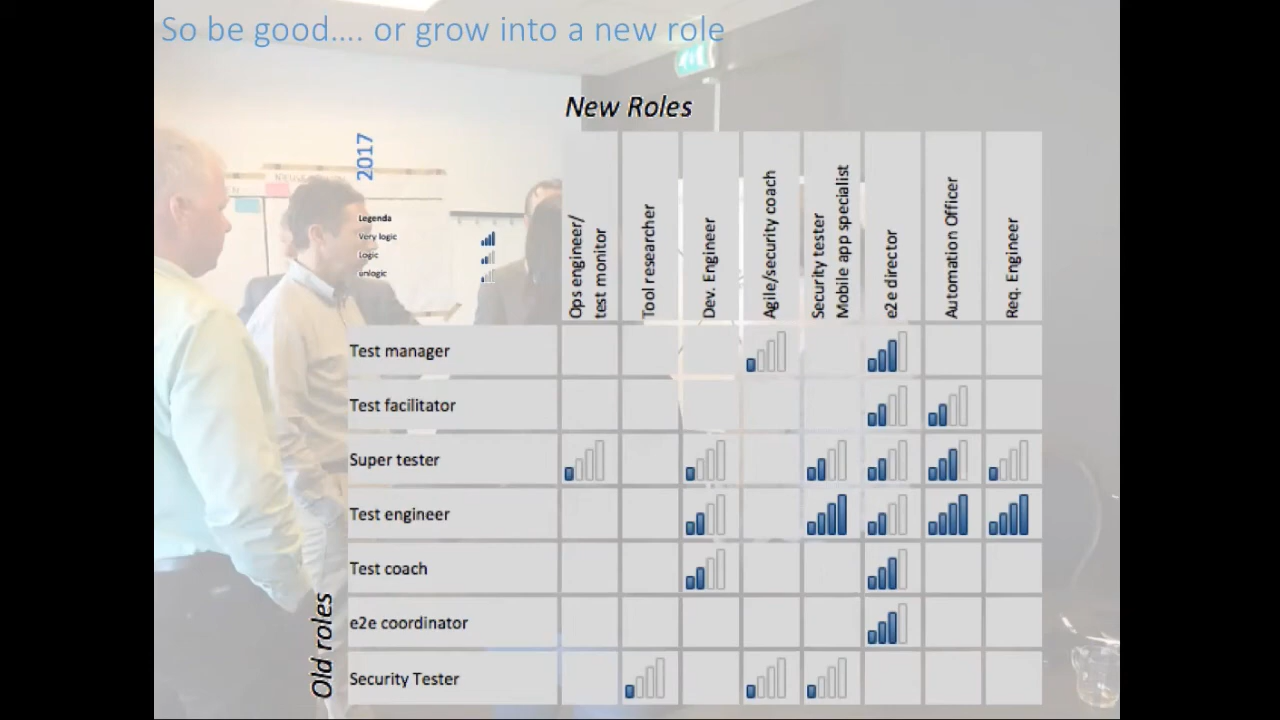 So be good.... or grow into a new role
New Roles
2017
Legenda
Very logic
Logic
unlogic
Ops engineer/
test monitor
Tool researcher
Dev. Engineer
Agile/security coach
Security tester
Mobile app specialist
e2e director
Automation Officer
Req. Engineer
Test manager
Test facilitator
Super tester
Test engineer
Test coach
e2e coordinator
Security Tester
Old roles